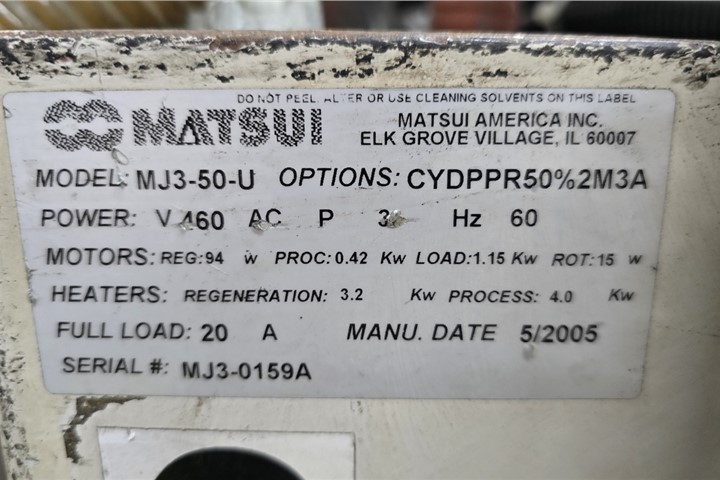 DO NOT PEEL, ALTER OR USE CLEANING SOLVENTS ON THIS LABEL
MATSUI
MATSUI AMERICA INC.
ELK GROVE VILLAGE, IL 60007
MODEL: MJ3-50-U OPTIONS: CYDPPR50%2M3A
POWER: V 460 AC P 3 Hz 60
MOTORS: REG:94 w PROC: 0.42 Kw LOAD:1.15 Kw ROT: 15 w
HEATERS: REGENERATION: 3.2 Kw PROCESS: 4.0 Kw
FULL LOAD: 20 A MANU. DATE 5/2005
SERIAL #: MJ3-0159A